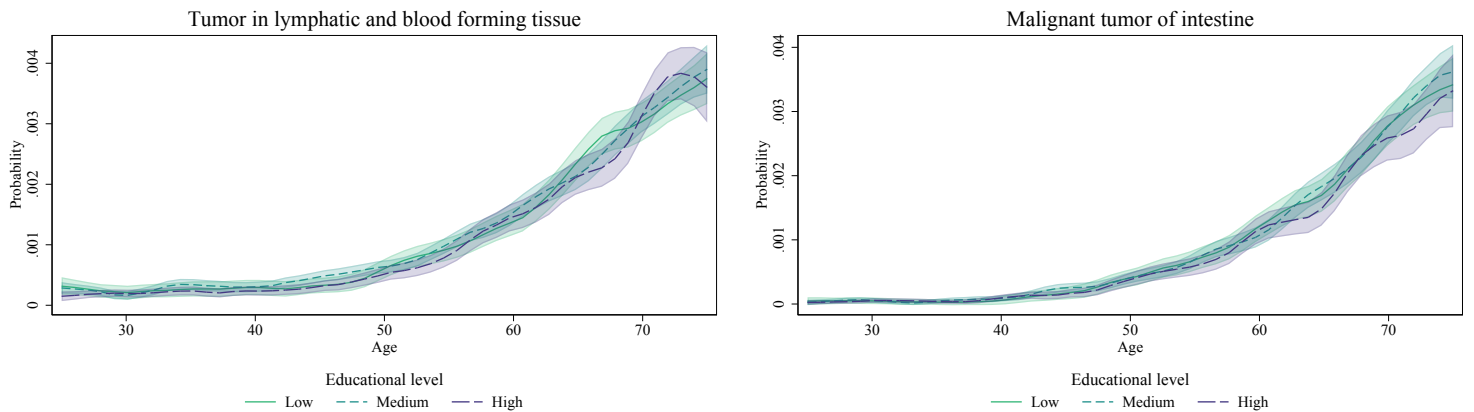 Tumor in lymphatic and blood forming tissue
Probability
.004
.003
.002
.001
0
30 40 50 60 70
Age
Educational level
Low Medium High
Malignant tumor of intestine
Probability
.004
.003
.002
.001
0
30 40 50 60 70
Age
Educational level
Low Medium High